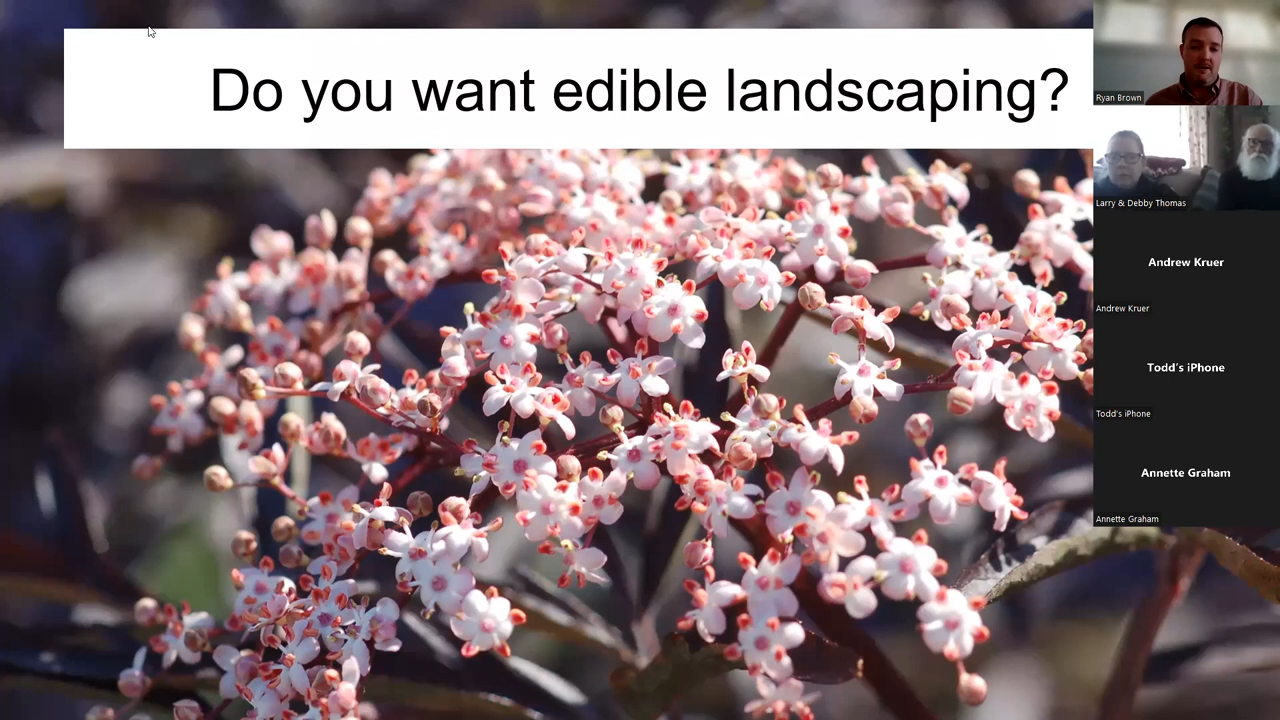 Do you want edible landscaping?
Ryan Brown
Larry & Debby Thomas
Andrew Kruer
Andrew Kruer
Todd's iPhone
Todd's iPhone
Annette Graham
Annette Graham